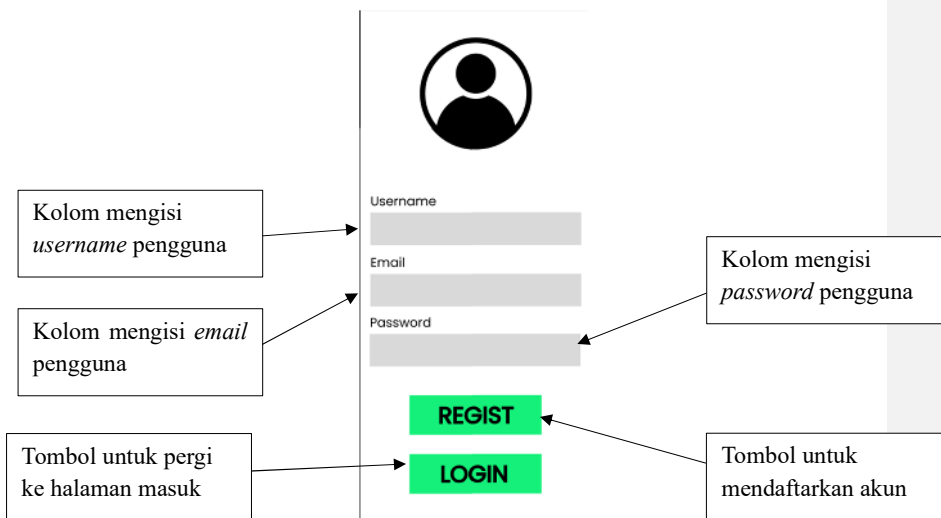 Kolom mengisi
username pengguna
Kolom mengisi email
pengguna
Tombol untuk pergi
ke halaman masuk
Username
Email
Password
REGIST
LOGIN
Kolom mengisi
password pengguna
Tombol untuk
mendaftarkan akun